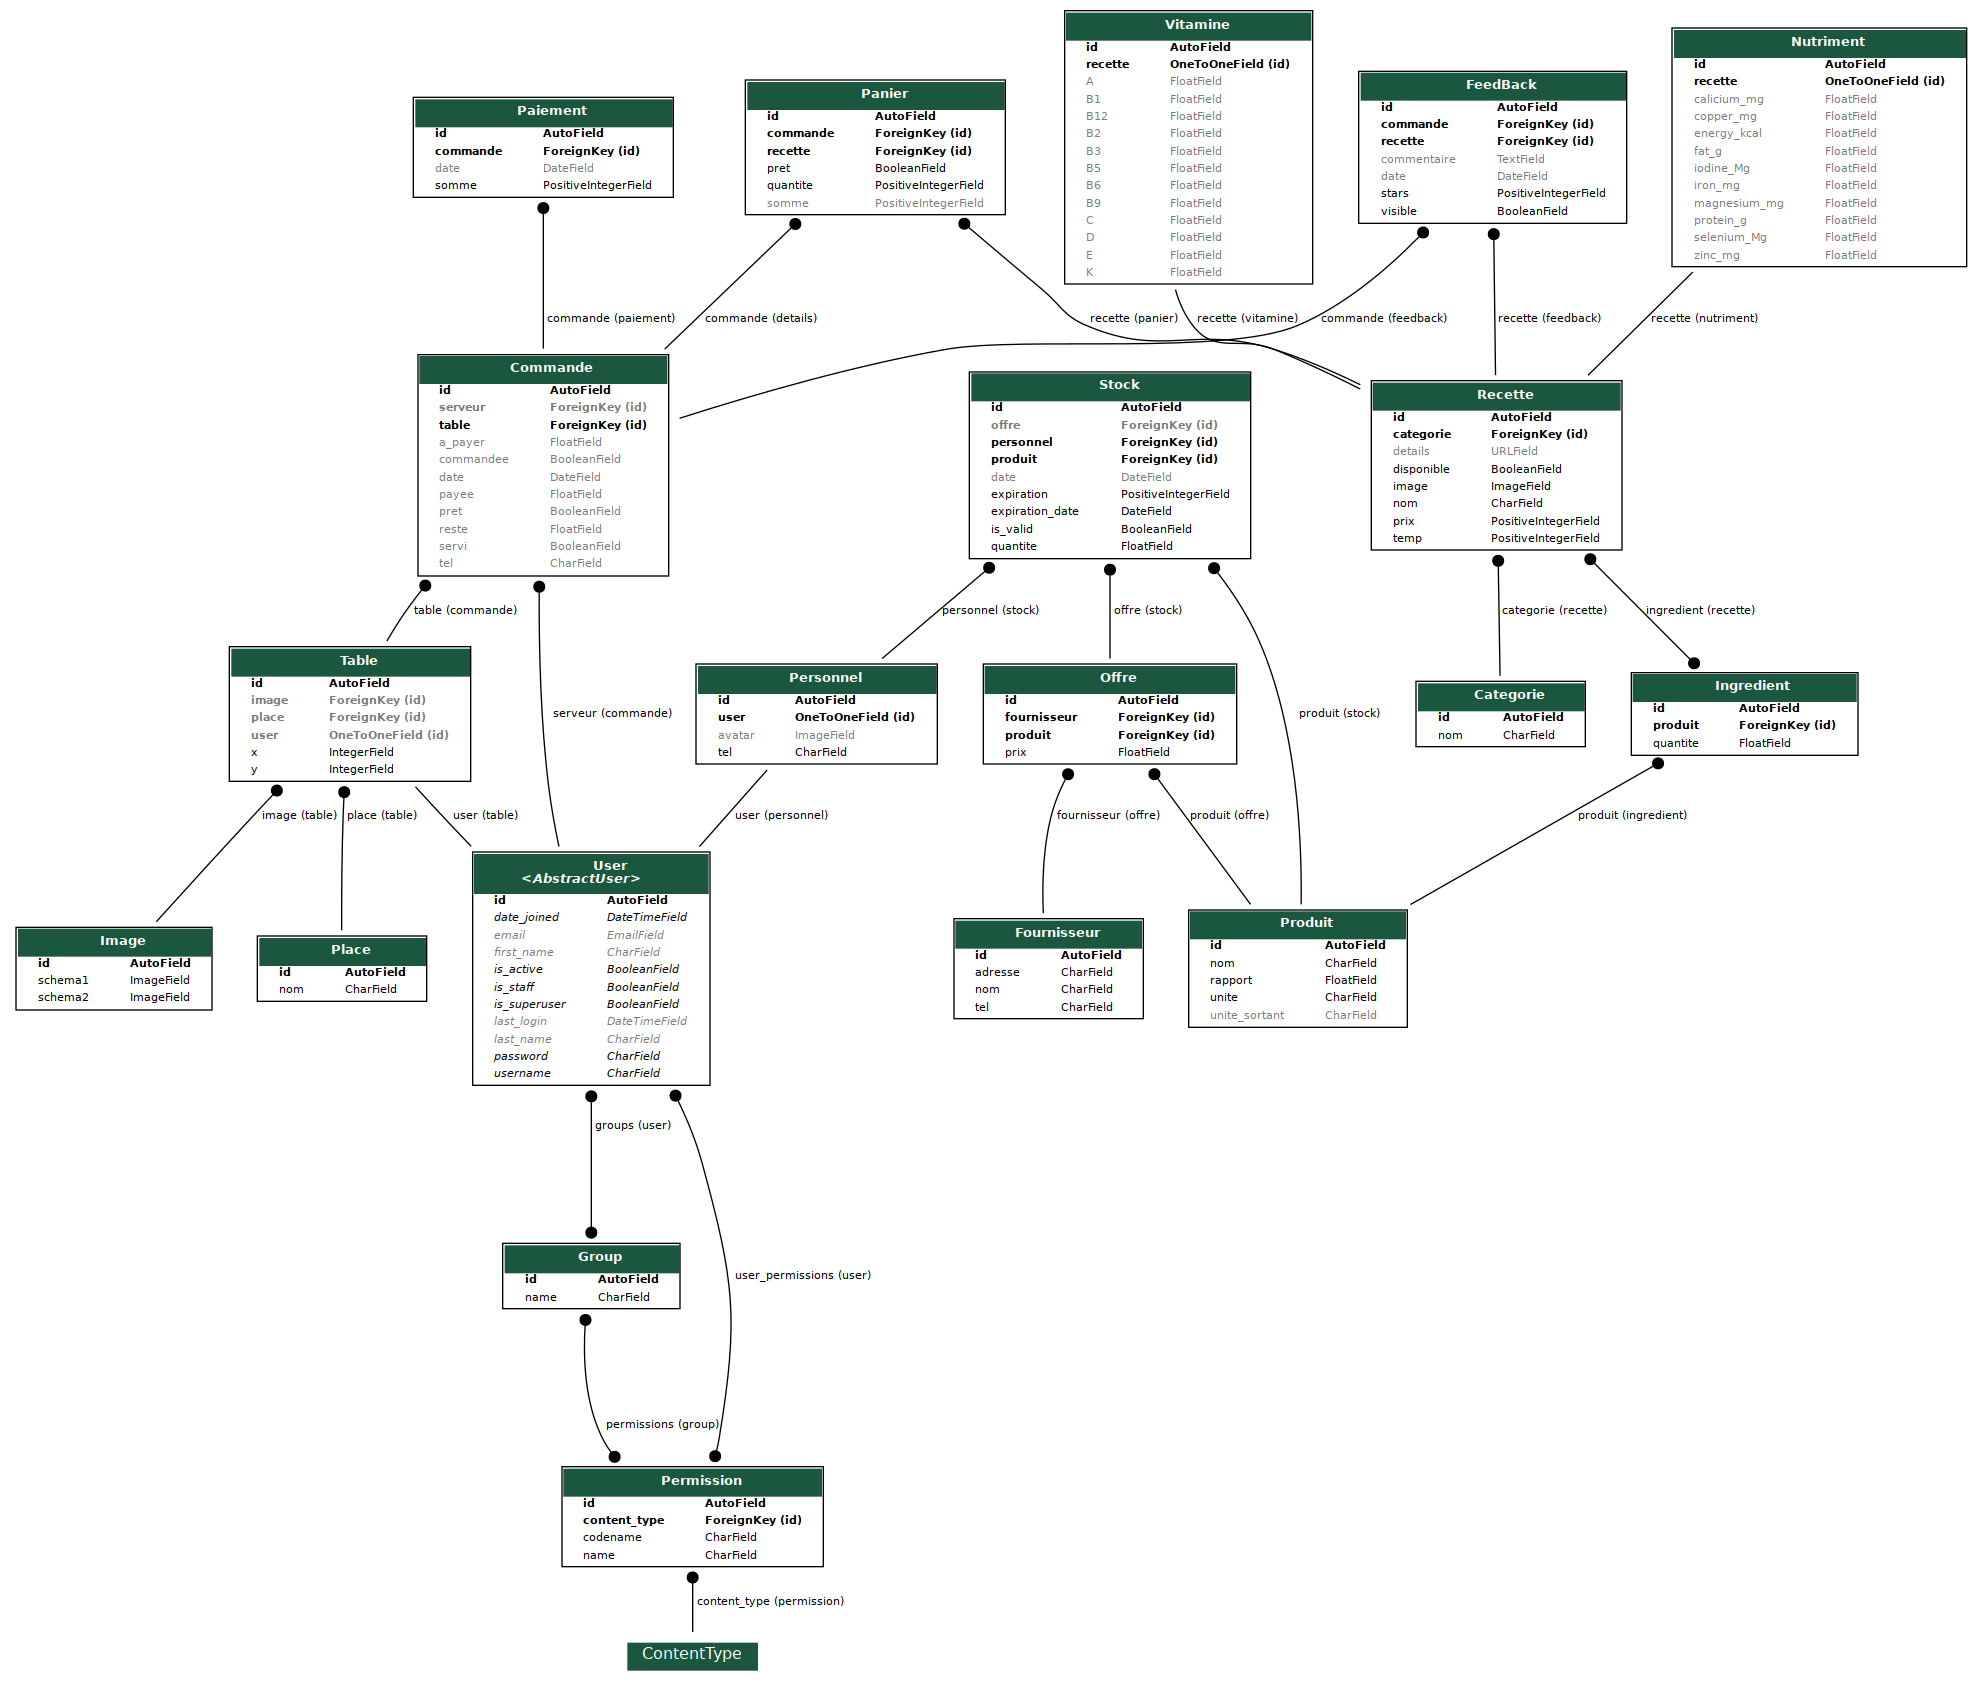 Vitamine
id AutoField
recette OneToOneField (id)
A FloatField
B1 FloatField
B12 FloatField
B2 FloatField
B3 FloatField
B5 FloatField
B6 FloatField
B9 FloatField
C FloatField
D FloatField
E FloatField
K FloatField
Nutriment
id AutoField
recette OneToOneField (id)
calicium_mg FloatField
copper_mg FloatField
energy_kcal FloatField
fat_g FloatField
iodine_Mg FloatField
iron_mg FloatField
magnesium_mg FloatField
protein_g FloatField
selenium_Mg FloatField
zinc_mg FloatField
FeedBack
id AutoField
commande ForeignKey (id)
recette ForeignKey (id)
commentaire TextField
date DateField
stars PositiveIntegerField
visible BooleanField
Panier
id AutoField
commande ForeignKey (id)
recette ForeignKey (id)
pret BooleanField
quantite PositiveIntegerField
somme PositiveIntegerField
Paiement
id AutoField
commande ForeignKey (id)
date DateField
somme PositiveIntegerField
commande (paiement)
commande (details)
recette (panier)
recette (vitamine)
commande (feedback)
recette (feedback)
recette (nutriment)
Commande
id AutoField
serveur ForeignKey (id)
table ForeignKey (id)
a_payer FloatField
commandee BooleanField
date DateField
payee FloatField
pret BooleanField
reste FloatField
servi BooleanField
tel CharField
Stock
id AutoField
offre ForeignKey (id)
personnel ForeignKey (id)
produit ForeignKey (id)
date DateField
expiration PositiveIntegerField
expiration_date DateField
is_valid BooleanField
quantite FloatField
Recette
id AutoField
categorie ForeignKey (id)
details URLField
disponible BooleanField
image ImageField
nom CharField
prix PositiveIntegerField
temp PositiveIntegerField
table (commande)
personnel (stock)
offre (stock)
categorie (recette)
ingredient (recette)
serveur (commande)
produit (stock)
Table
id AutoField
image ForeignKey (id)
place ForeignKey (id)
user OneToOneField (id)
x IntegerField
y IntegerField
Personnel
id AutoField
user OneToOneField (id)
avatar ImageField
tel CharField
Offre
id AutoField
fournisseur ForeignKey (id)
produit ForeignKey (id)
prix FloatField
Categorie
id AutoField
nom CharField
Ingredient
id AutoField
produit ForeignKey (id)
quantite FloatField
image (table)
place (table)
user (table)
user (personnel)
fournisseur (offre)
produit (offre)
produit (ingredient)
User
<AbstractUser>
id AutoField
date_joined DateTimeField
email EmailField
first_name CharField
is_active BooleanField
is_staff BooleanField
is_superuser BooleanField
last_login DateTimeField
last_name CharField
password CharField
username CharField
Image
id AutoField
schema1 ImageField
schema2 ImageField
Place
id AutoField
nom CharField
Fournisseur
id AutoField
adresse CharField
nom CharField
tel CharField
Produit
id AutoField
nom CharField
rapport FloatField
unite CharField
unite_sortant CharField
groups (user)
Group
id AutoField
name CharField
user_permissions (user)
permissions (group)
Permission
id AutoField
content_type ForeignKey (id)
codename CharField
name CharField
content_type (permission)
ContentType